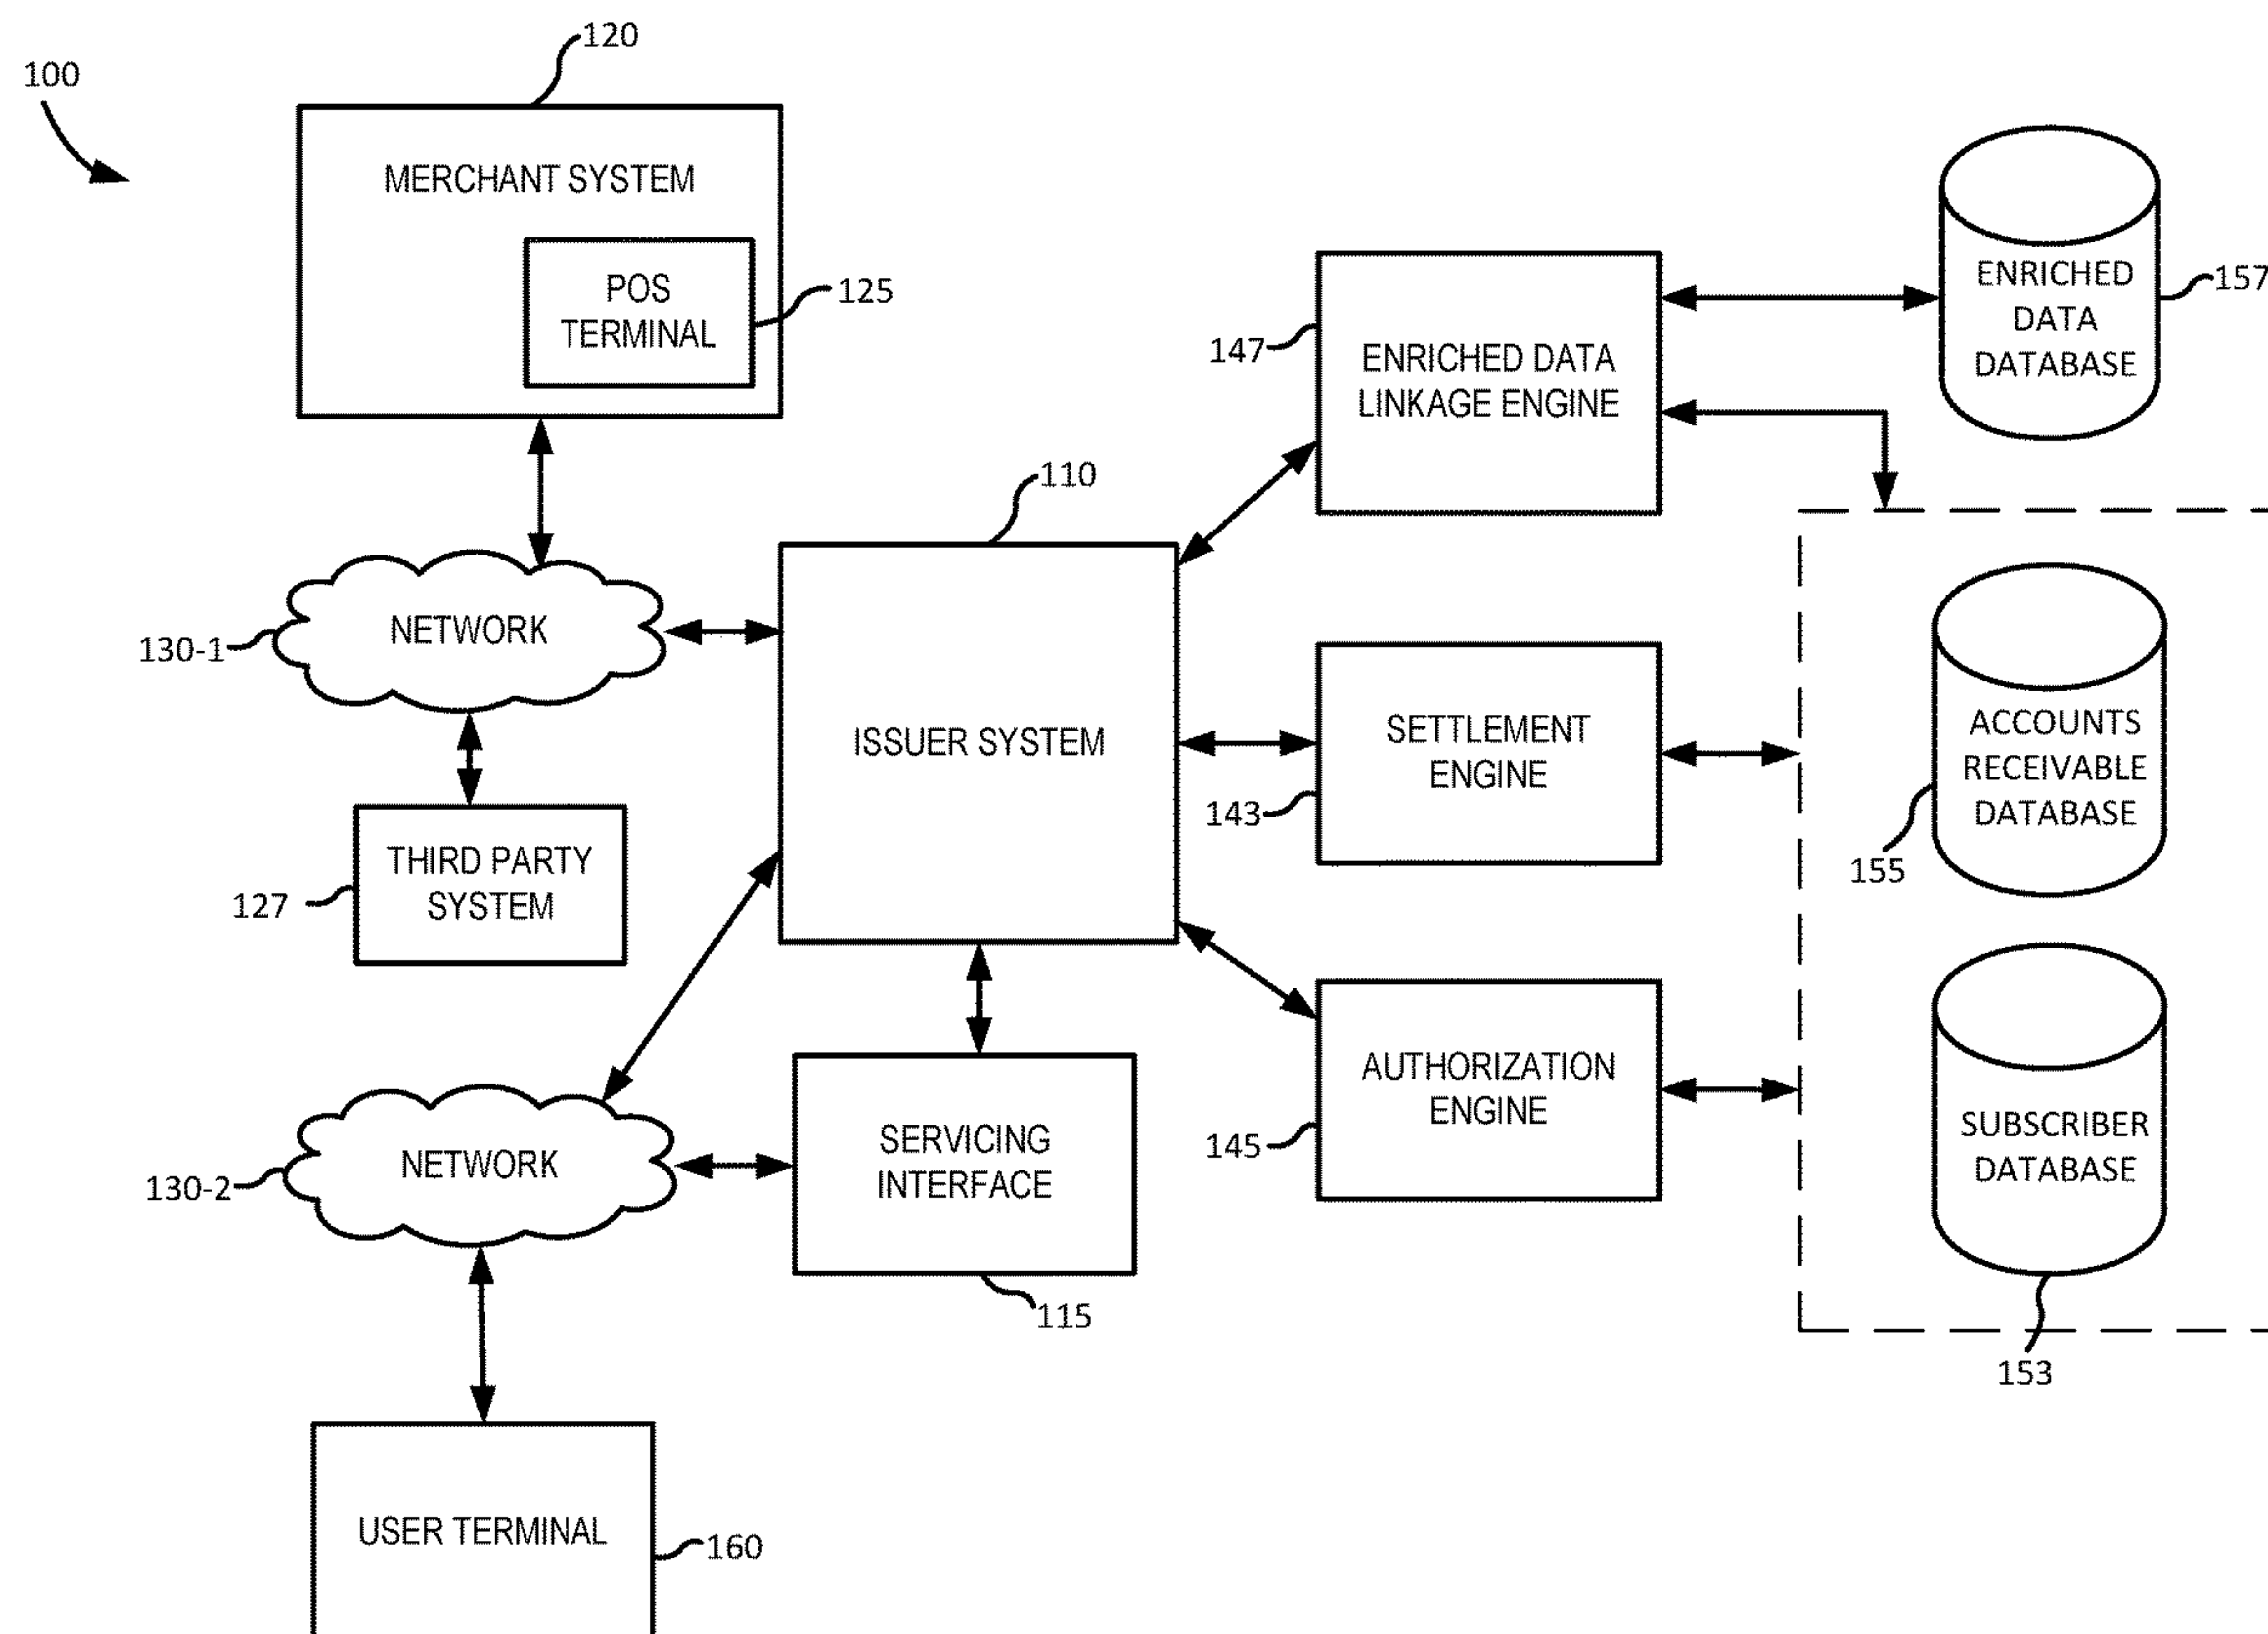 100
120
MERCHANT SYSTEM
POS
TERMINAL
125
147
ENRICHED DATA
LINKAGE ENGINE
ENRICHED
DATA
DATABASE
157
110
130-1
NETWORK
ISSUER SYSTEM
SETTLEMENT
ENGINE
143
ACCOUNTS
RECEIVABLE
DATABASE
155
THIRD PARTY
SYSTEM
127
AUTHORIZATION
ENGINE
145
SUBSCRIBER
DATABASE
153
NETWORK
130-2
SERVICING
INTERFACE
115
USER TERMINAL
160